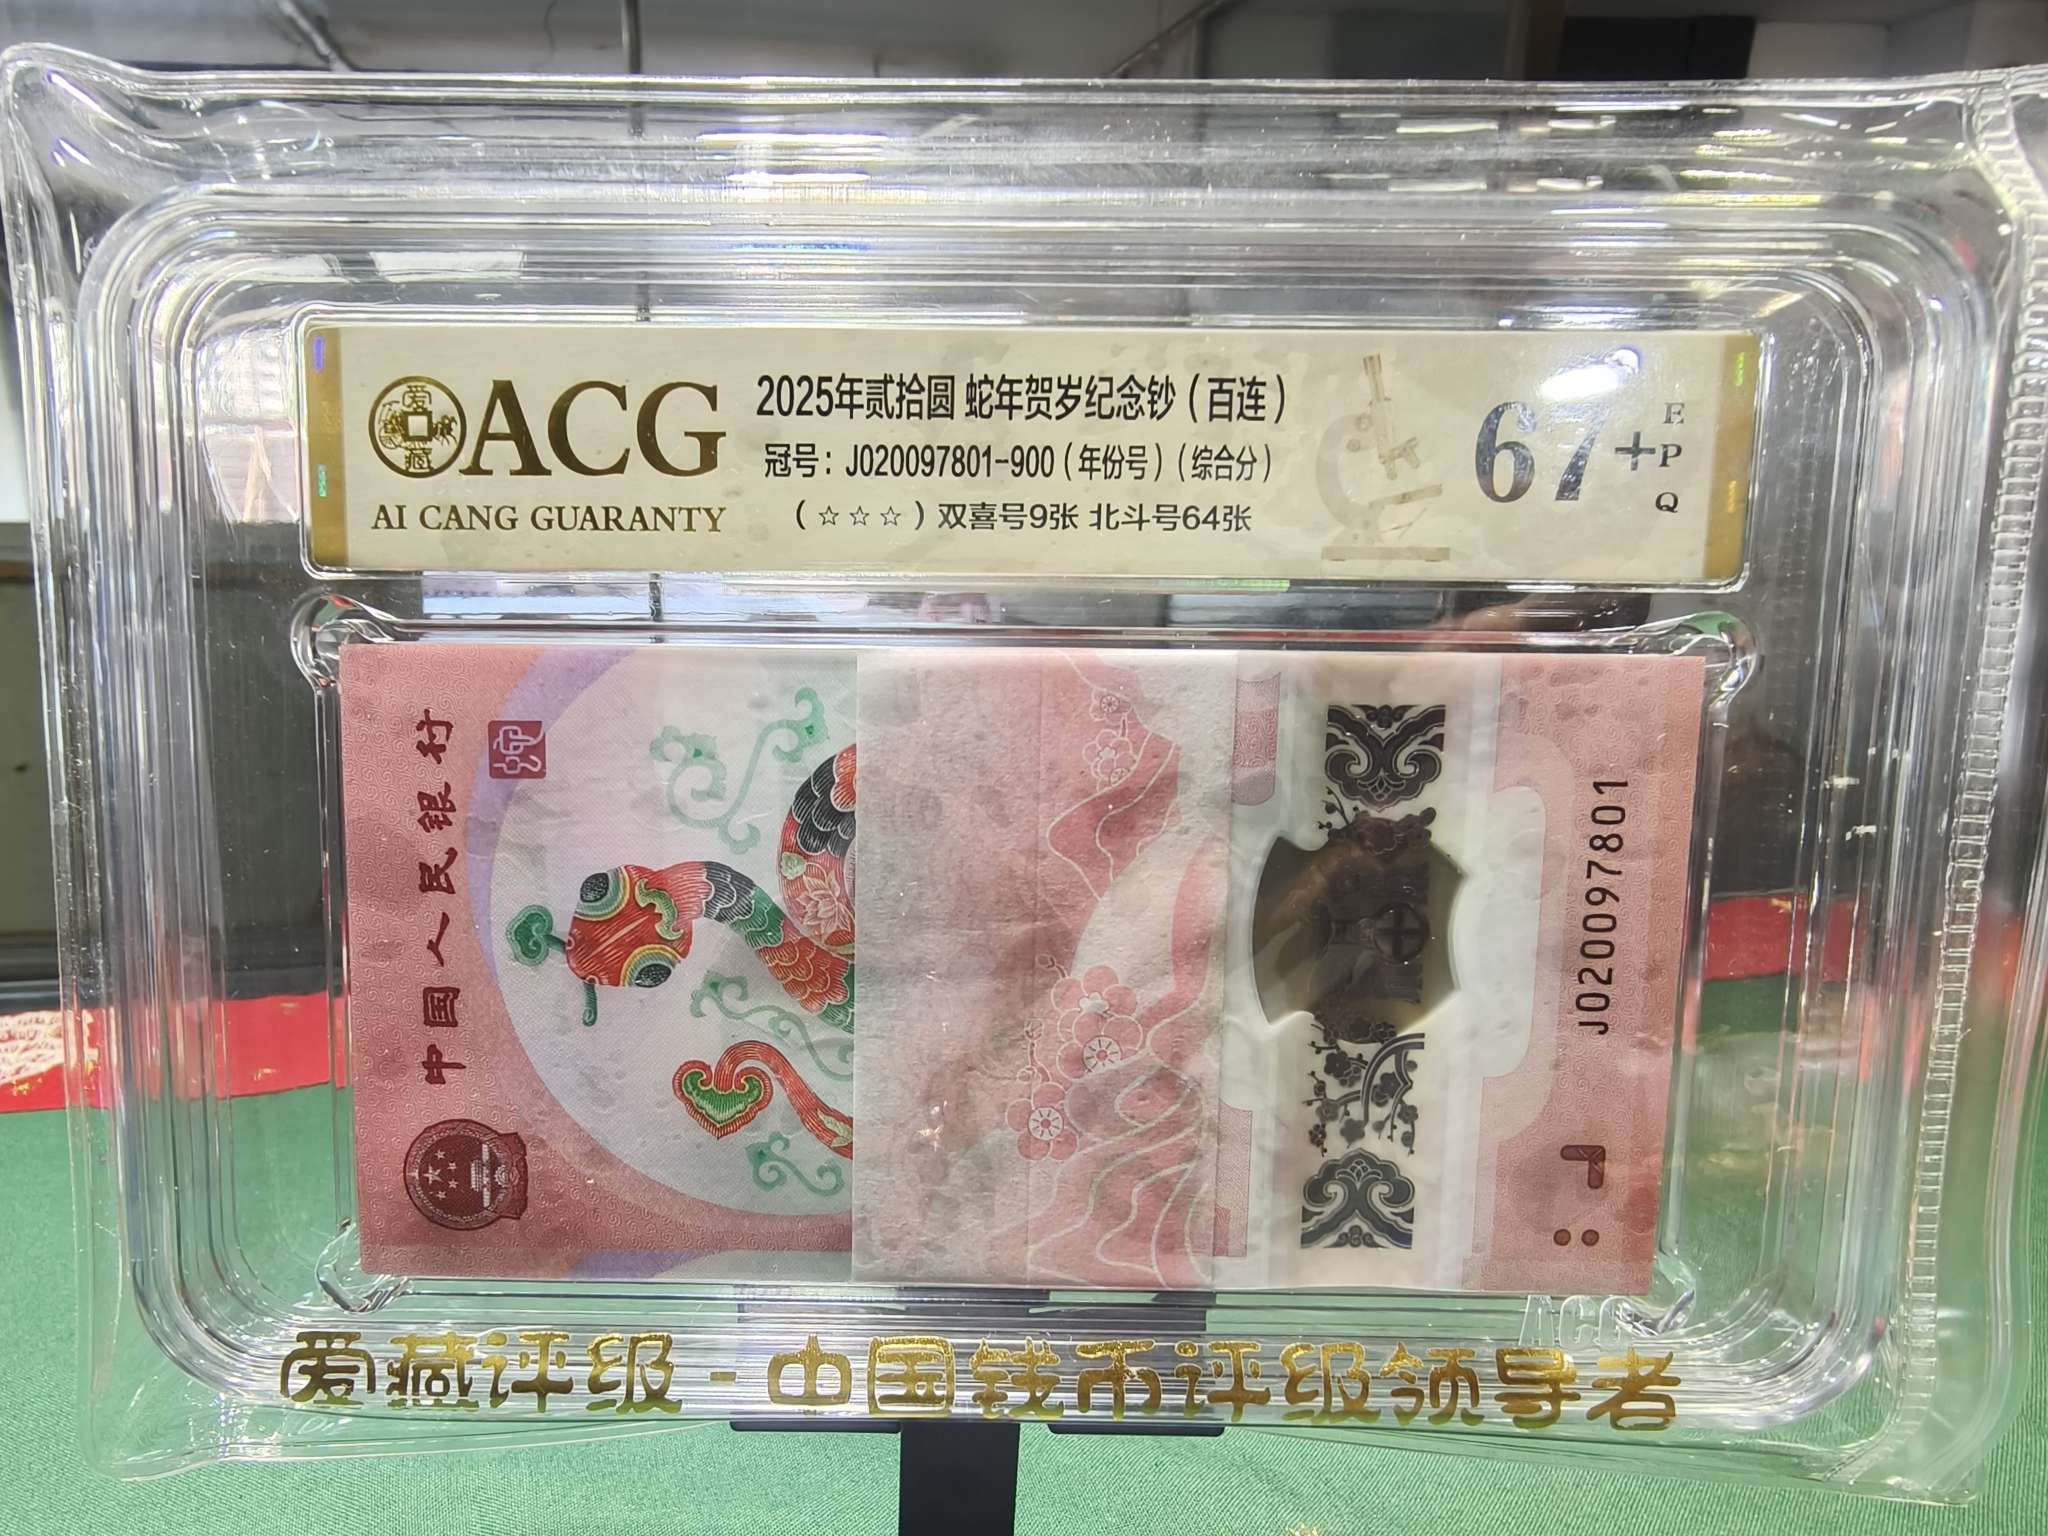 ACG
AI CANG GUARANTY
2025年贰拾圆 蛇年贺岁纪念钞（百连）
冠号：J020097801-900（年份号）（综合分）
（☆☆☆）双喜号9张 北斗号64张
67+
EPQ
中国人民银行
J020097801
ACG
爱藏评级-中国钱币评级领导者